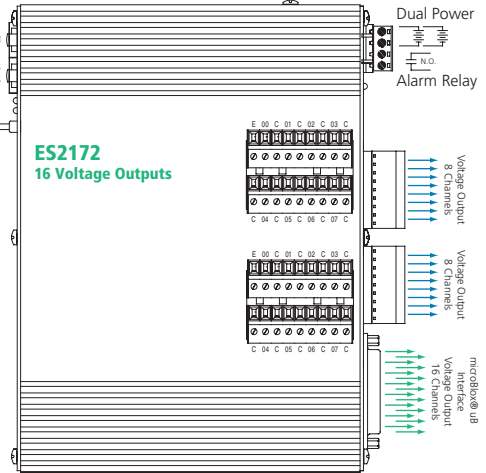 Dual Power
N.O.
Alarm Relay
ES2172
16 Voltage Outputs
E 00 C 01 C 02 C 03 C
C 04 C 05 C 06 C 07 C
Voltage Output
8 Channels
E 00 C 01 C 02 C 03 C
C 04 C 05 C 06 C 07 C
Voltage Output
8 Channels
microBlox® uB
Interface
Voltage Output
16 Channels